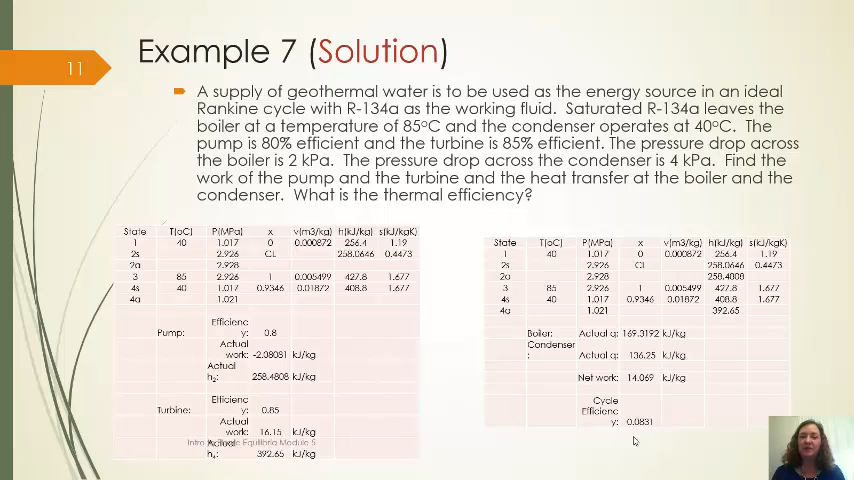 11
Example 7 (Solution)
A supply of geothermal water is to be used as the energy source in an ideal
Rankine cycle with R-134a as the working fluid. Saturated R-134a leaves the
boiler at a temperature of 85oC and the condenser operates at 40oC. The
pump is 80% efficient and the turbine is 85% efficient. The pressure drop across
the boiler is 2 kPa. The pressure drop across the condenser is 4 kPa. Find the
work of the pump and the turbine and the heat transfer at the boiler and the
condenser. What is the thermal efficiency?
State T(oC) P(MPa) x v(m3/kg) h(kJ/kg) s(kJ/kgK)
1 40 1.017 0 0.000872 256.4 1.19
2s 2.926 CL 258.0646 0.4473
2a 2.928
3 85 2.926 1 0.005499 427.8 1.677
4s 40 1.017 0.9346 0.01872 408.8 1.677
4a 1.021
Efficienc
Pump: y: 0.8
Actual
work: -2.08081 kJ/kg
Actual
h2: 258.4808 kJ/kg
Efficienc
Turbine: y: 0.85
Actual
work: 16.15 kJ/kg
Actual
h4: 392.65 kJ/kg
State T(oC) P(MPa) x v(m3/kg) h(kJ/kg) s(kJ/kgK)
1 40 1.017 0 0.000872 256.4 1.19
2s 2.926 CL 258.0646 0.4473
2a 2.928 258.4808
3 85 2.926 1 0.005499 427.8 1.677
4s 40 1.017 0.9346 0.01872 408.8 1.677
4a 1.021 392.65
Boiler: Actual q: 169.3192 kJ/kg
Condenser
: Actual q: 136.25 kJ/kg
Net work: 14.069 kJ/kg
Cycle
Efficienc
y: 0.0831
Equilibria Module 5